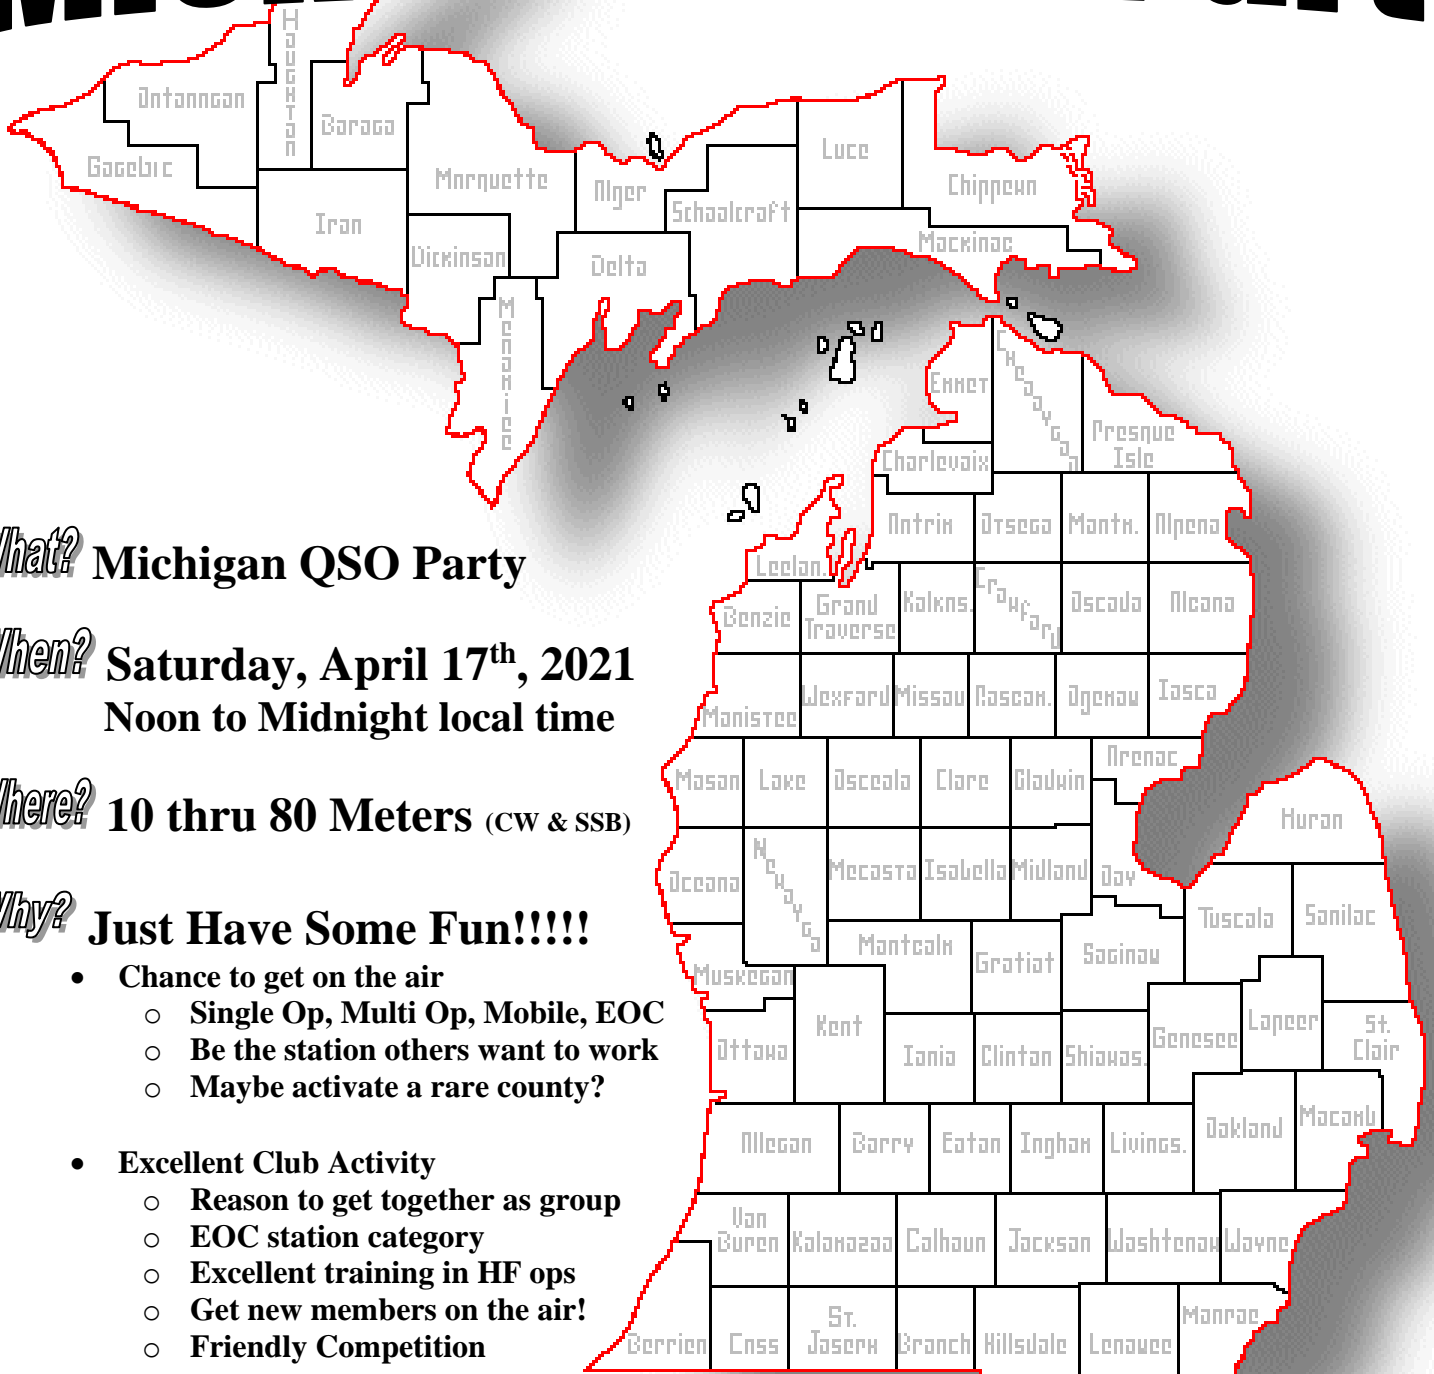 Houghton
Ontonagon
Baraga
Luce
Gogebic
Marquette
Alger
Chippewa
Schoolcraft
Iron
Mackinac
Dickinson
Delta
Menominee
Cheboygan
Emmet
Presque
Isle
Charlevoix
Antrim
Otsego
Montm.
Alpena
What? Michigan QSO Party
Leelan.
Benzie
Grand
Traverse
Kalkns.
Crawford
Oscoda
Alcona
When? Saturday, April 17th, 2021
Noon to Midnight local time
Manistee
Wexford
Missau
Roscom.
Ogemaw
Iosco
Arenac
Mason
Lake
Osceola
Clare
Gladwin
Where? 10 thru 80 Meters (CW & SSB)
Huron
Oceana
Newaygo
Mecosta
Isabella
Midland
Bay
Why? Just Have Some Fun!!!!!
Tuscola
Sanilac
Montcalm
Gratiot
Saginaw
Muskegon
• Chance to get on the air
○ Single Op, Multi Op, Mobile, EOC
○ Be the station others want to work
○ Maybe activate a rare county?
Kent
Ottawa
Ionia
Clinton
Shiawas.
Genesee
Lapeer
St.
Clair
Allegan
Barry
Eaton
Ingham
Livings.
Oakland
Macomb
• Excellent Club Activity
○ Reason to get together as group
○ EOC station category
○ Excellent training in HF ops
○ Get new members on the air!
○ Friendly Competition
Van
Buren
Kalamazoo
Calhoun
Jackson
Washtenaw
Wayne
Berrien
Cass
St.
Joseph
Branch
Hillsdale
Lenawee
Monroe